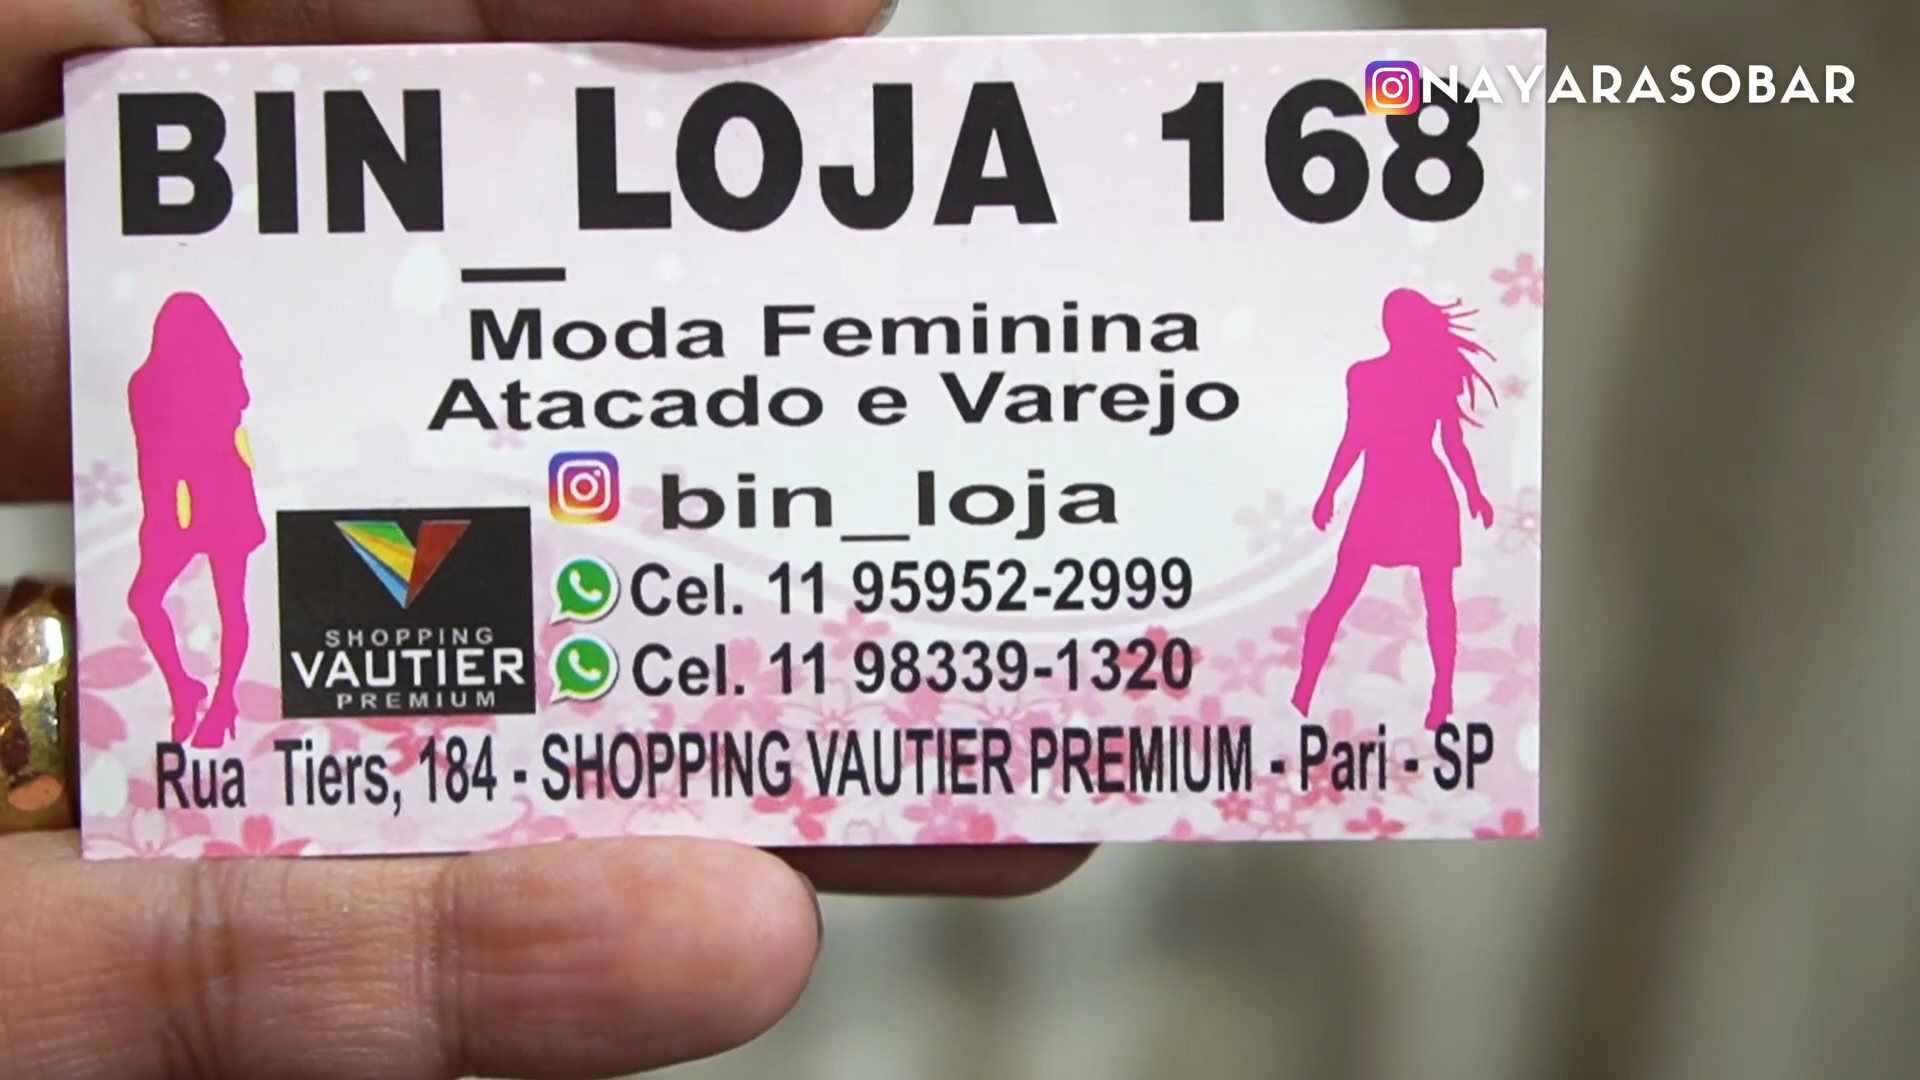 NAYARASOBAR
BIN_LOJA 168
Moda Feminina
Atacado e Varejo
bin_loja
Cel. 11 95952-2999
Cel. 11 98339-1320
SHOPPING
VAUTIER
PREMIUM
Rua Tiers, 184 - SHOPPING VAUTIER PREMIUM - Pari - SP